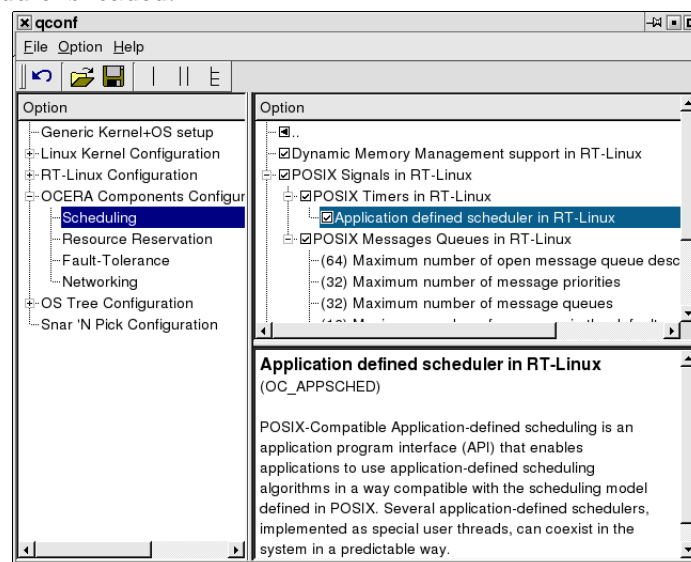 qconf
File Option Help
Option
Generic Kernel+OS setup
Linux Kernel Configuration
RT-Linux Configuration
OCERA Components Configur
Scheduling
Resource Reservation
Fault-Tolerance
Networking
OS Tree Configuration
Snar 'N Pick Configuration
Option
..
Dynamic Memory Management support in RT-Linux
POSIX Signals in RT-Linux
POSIX Timers in RT-Linux
Application defined scheduler in RT-Linux
POSIX Messages Queues in RT-Linux
(64) Maximum number of open message queue desc
(32) Maximum number of message priorities
(32) Maximum number of message queues
Application defined scheduler in RT-Linux
(OC_APPSCHED)
POSIX-Compatible Application-defined scheduling is an
application program interface (API) that enables
applications to use application-defined scheduling
algorithms in a way compatible with the scheduling model
defined in POSIX. Several application-defined schedulers,
implemented as special user threads, can coexist in the
system in a predictable way.